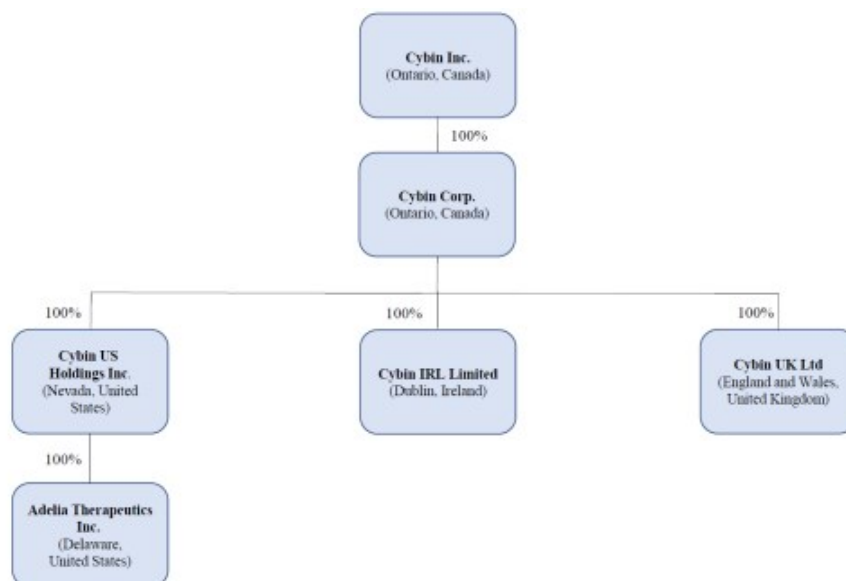 Cybin Inc.
(Ontario, Canada)
100%
Cybin Corp.
(Ontario, Canada)
100%
100%
100%
Cybin US
Holdings Inc.
(Nevada, United
States)
Cybin IRL Limited
(Dublin, Ireland)
Cybin UK Ltd
(England and Wales,
United Kingdom)
100%
Adelia Therapeutics
Inc.
(Delaware,
United States)